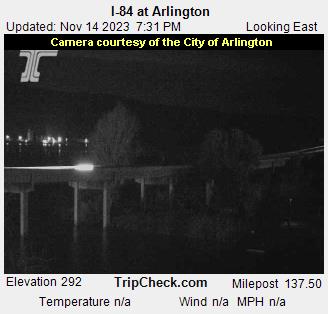 I-84 at Arlington
Updated: Nov 14 2023 7:31 PM Looking East
Camera courtesy of the City of Arlington
Elevation 292 TripCheck.com Milepost 137.50
Temperature n/a Wind n/a MPH n/a